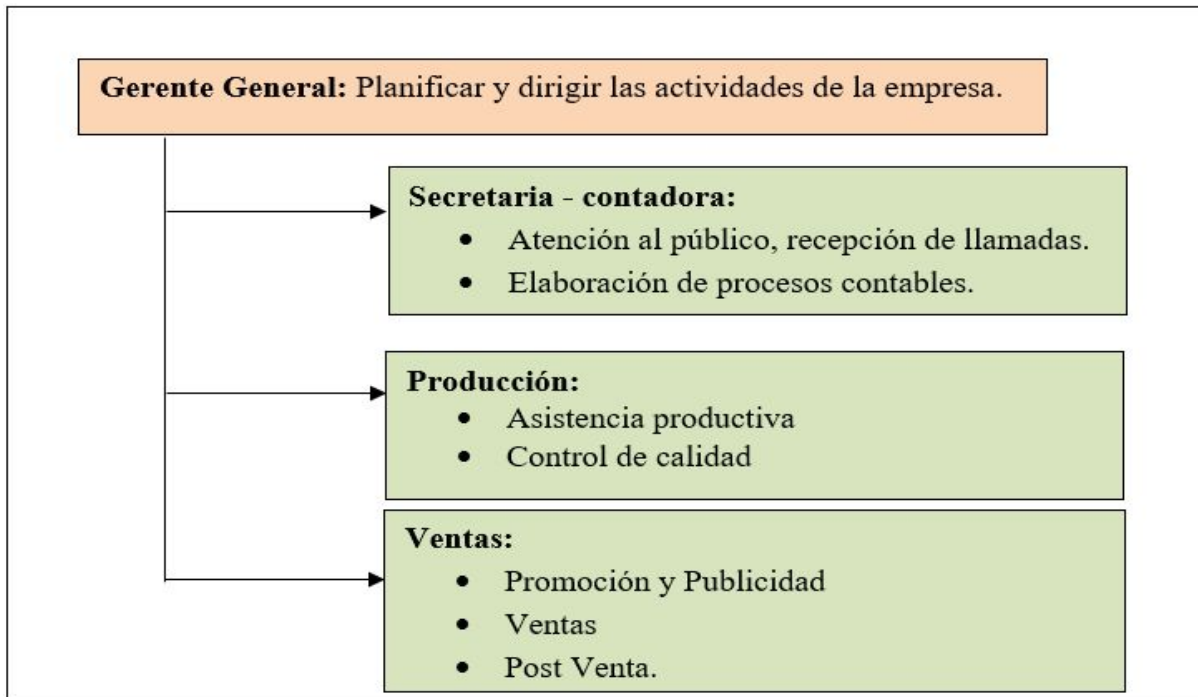 Gerente General: Planificar y dirigir las actividades de la empresa.
Secretaria - contadora:
• Atención al público, recepción de llamadas.
• Elaboración de procesos contables.
Producción:
• Asistencia productiva
• Control de calidad
Ventas:
• Promoción y Publicidad
• Ventas
• Post Venta.